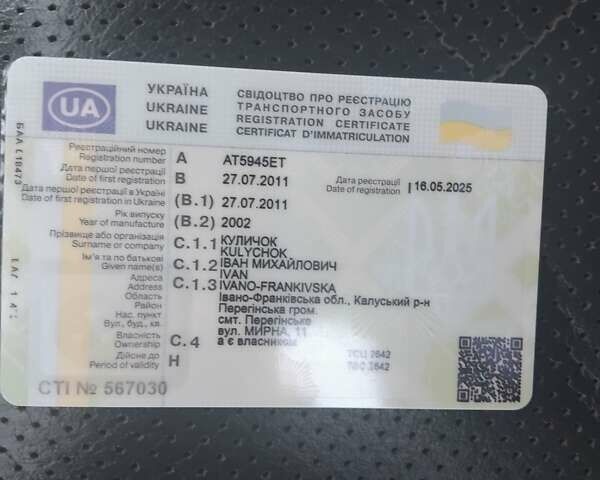 UA
УКРАЇНА
UKRAINE
UKRAINE
СВІДОЦТВО ПРО РЕЄСТРАЦІЮ
ТРАНСПОРТНОГО ЗАСОБУ
REGISTRATION CERTIFICATE
CERTIFICAT D'IMMATRICULATION
Реєстраційний номер
Registration number A AT5945ET
Дата першої реєстрації
Date of first registration B 27.07.2011
Дата реєстрації
Date of registration I 16.05.2025
Дата першої реєстрації в Україні
Date of first registration in Ukraine (B.1) 27.07.2011
Рік випуску
Year of manufacture (B.2) 2002
Прізвище або організація
Surname or company C.1.1 КУЛИЧОК
KULYCHOK
Ім'я та по батькові
Given name(s) C.1.2 ІВАН МИХАЙЛОВИЧ
IVAN
Адреса
Address C.1.3 IVANO-FRANKIVSKA
Область Івано-Франківська обл., Калуський р-н
Район Перегінська гром.
Нас. пункт смт. Перегінське
Вул., буд., кв. вул. МИРНА, 11
Власність
Ownership C.4 а є власником
Дійсне до
Period of validity H
ТСЦ 2642
TSC 2642
СТІ № 567030